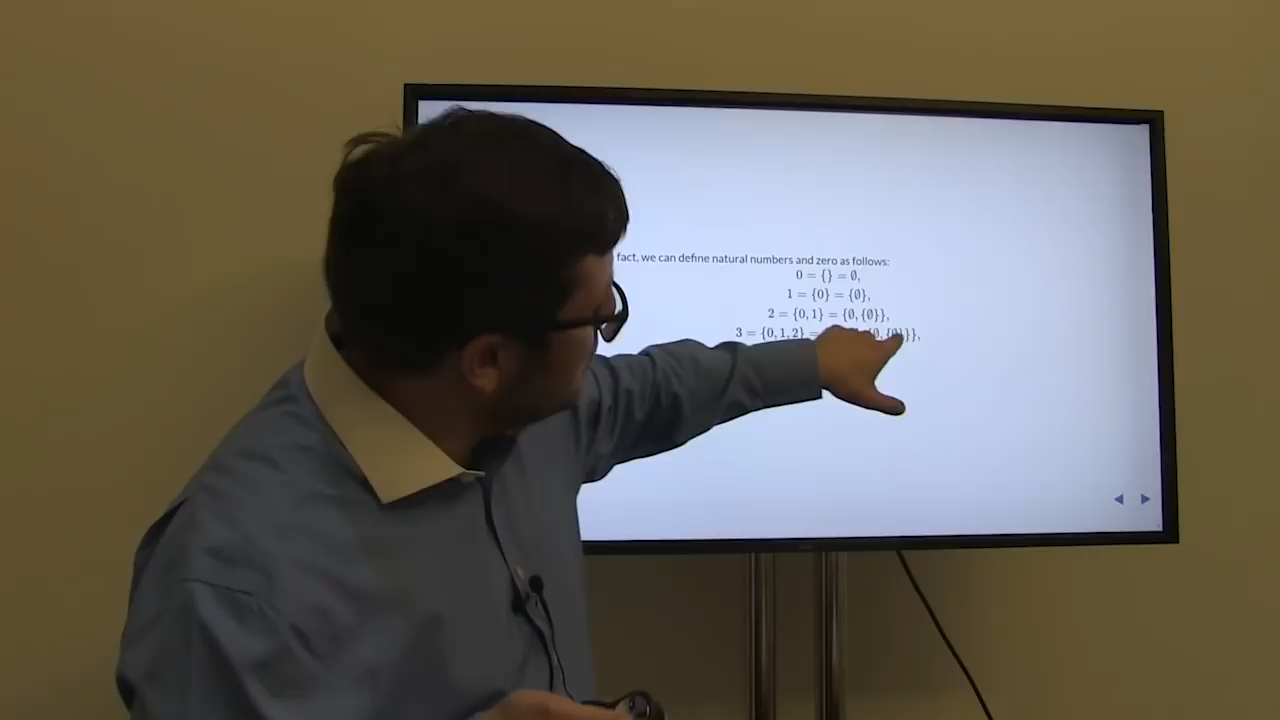 fact, we can define natural numbers and zero as follows:
0 = {} = ∅,
1 = {0} = {∅},
2 = {0, 1} = {∅, {∅}},
3 = {0, 1, 2} = {∅, {∅}}},